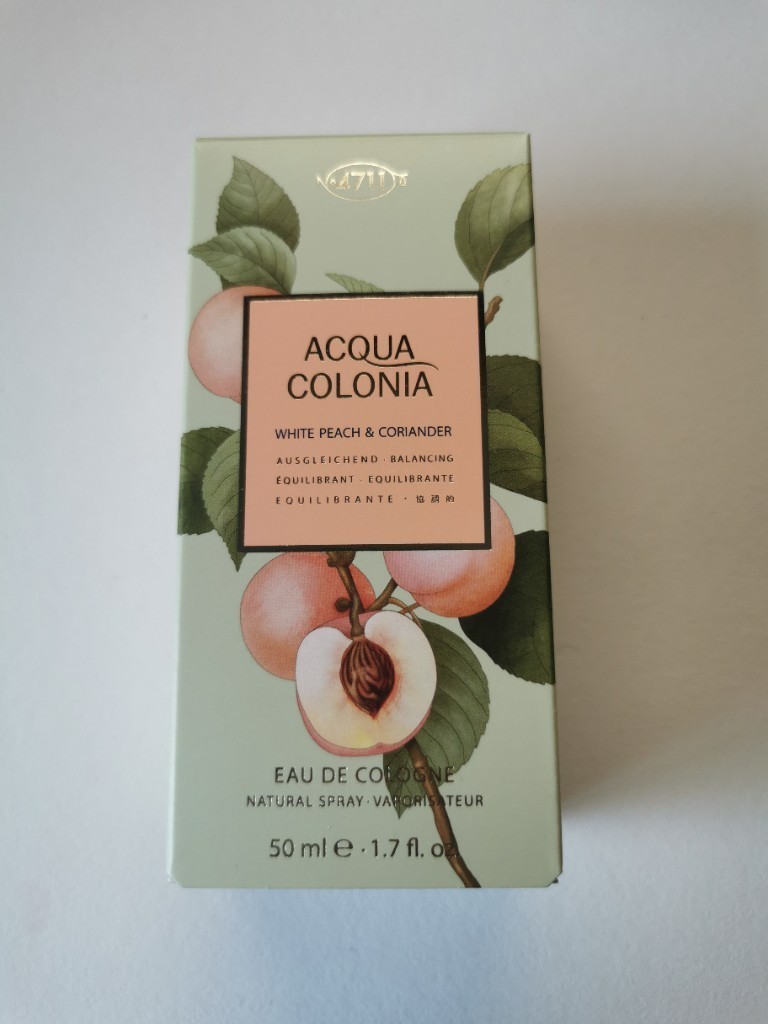 Nº 4711
ACQUA
COLONIA
WHITE PEACH & CORIANDER
AUSGLEICHEND · BALANCING
ÉQUILIBRANT · EQUILIBRANTE
EQUILIBRANTE · 協調的
EAU DE COLOGNE
NATURAL SPRAY · VAPORISATEUR
50 ml ℮ · 1.7 fl. oz